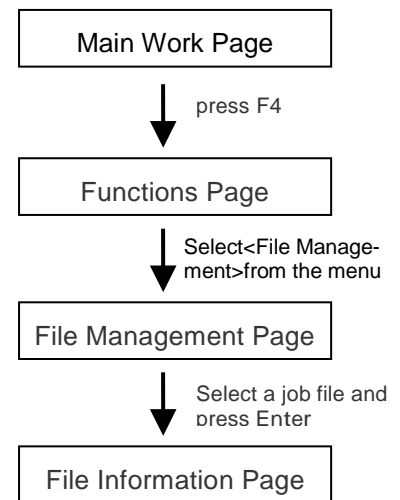 Main Work Page
press F4
Functions Page
Select<File Manage-
ment>from the menu
File Management Page
Select a job file and
press Enter
File Information Page